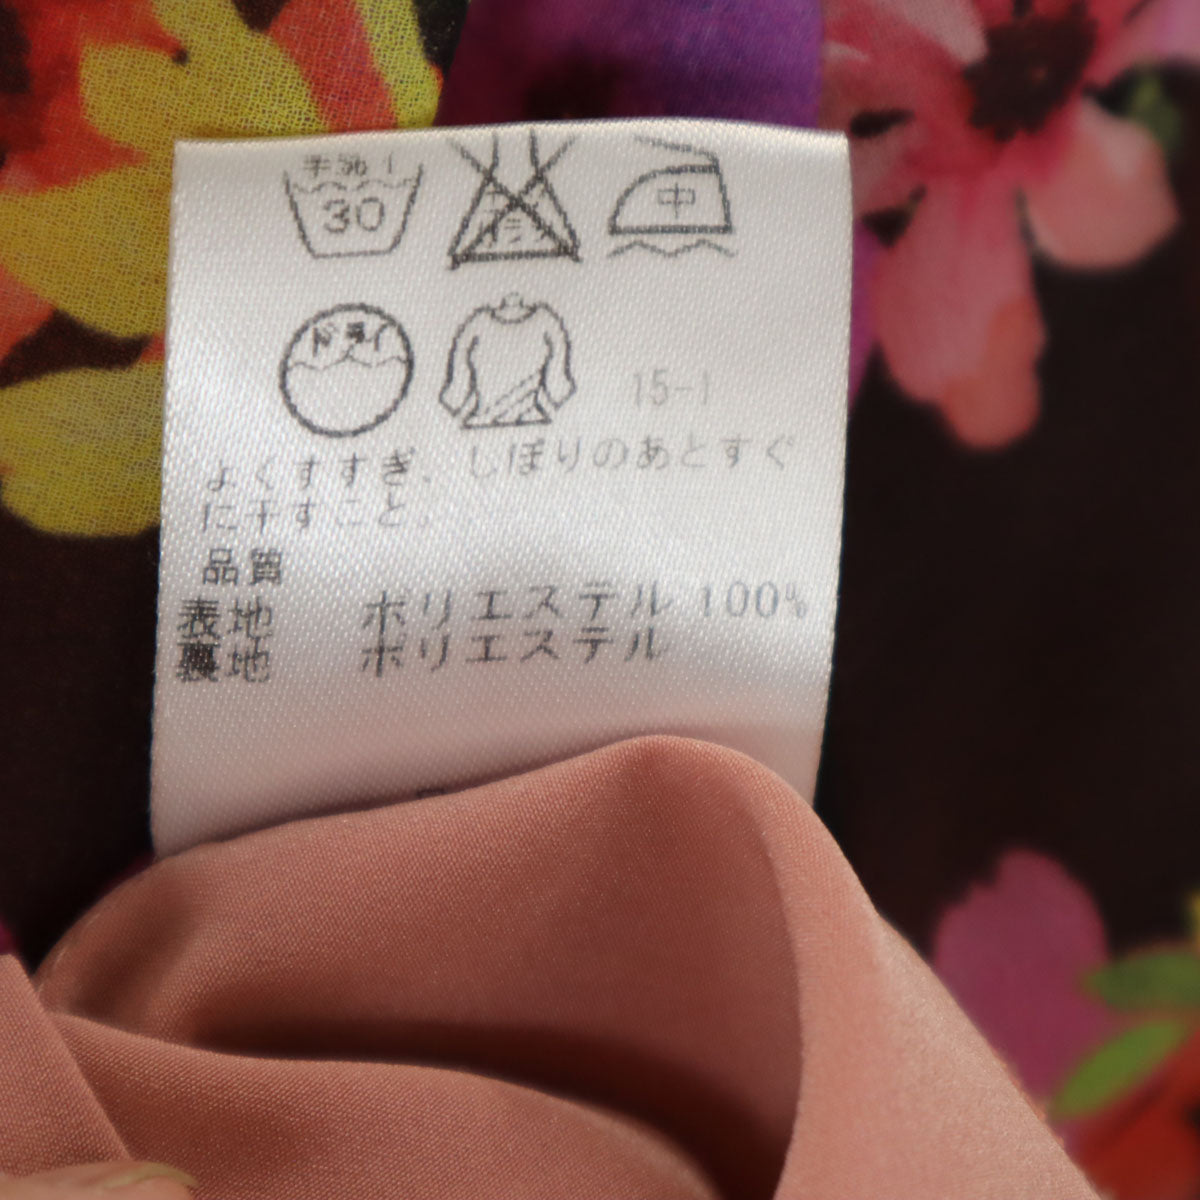 手洗イ
30
中
ドライ
15-1
よくすすぎ、しぼりのあとすぐ
に干すこと。
品質
表地 ポリエステル 100%
裏地 ポリエステル